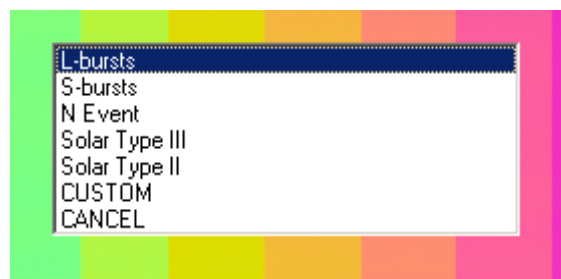 L-bursts
S-bursts
N Event
Solar Type III
Solar Type II
CUSTOM
CANCEL